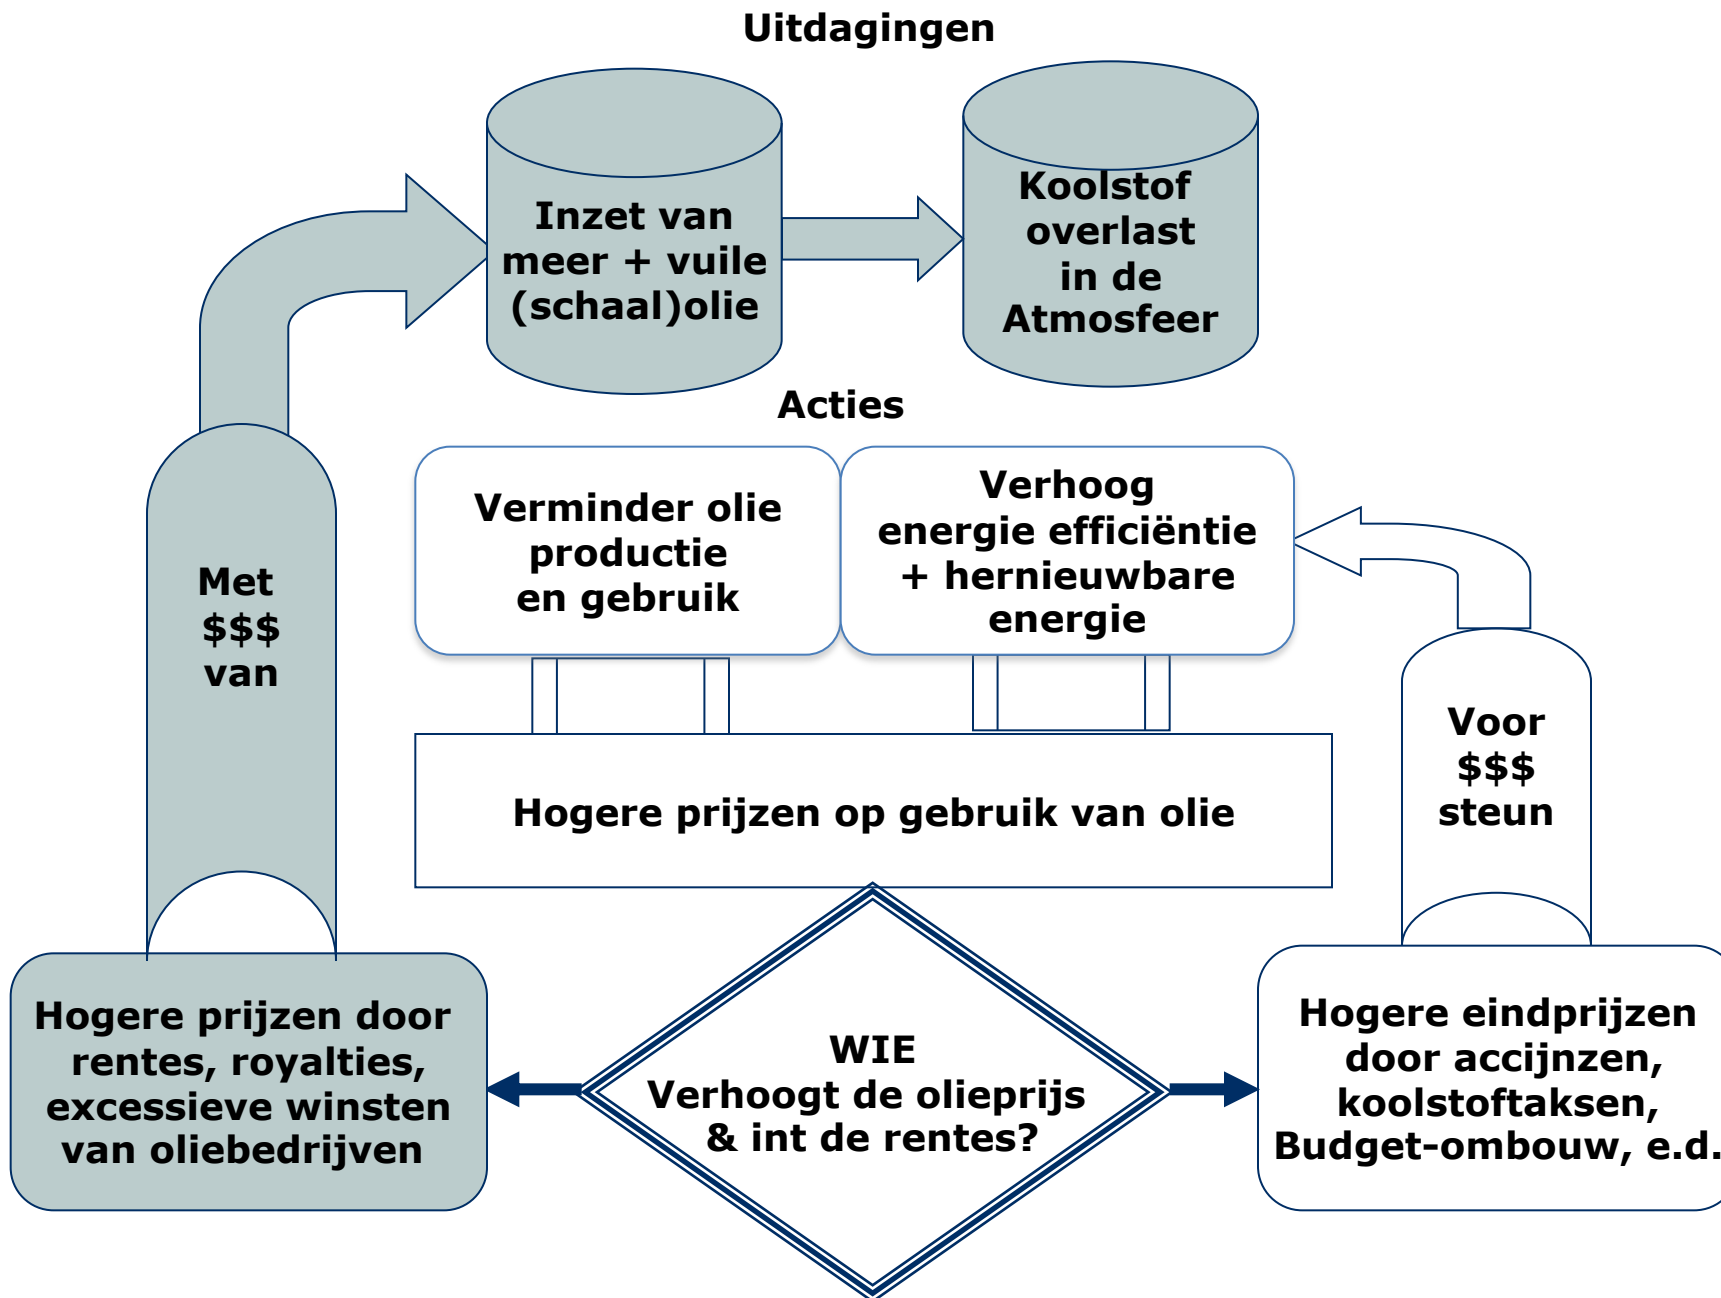 Uitdagingen
Inzet van
meer + vuile
(schaal)olie
Koolstof
overlast
in de
Atmosfeer
Acties
Verminder olie
productie
en gebruik
Verhoog
energie efficiëntie
+ hernieuwbare
energie
Met
$$$
van
Voor
$$$
steun
Hogere prijzen op gebruik van olie
Hogere prijzen door
rentes, royalties,
excessieve winsten
van oliebedrijven
WIE
Verhoogt de olieprijs
& int de rentes?
Hogere eindprijzen
door accijnzen,
koolstoftaksen,
Budget-ombouw, e.d.